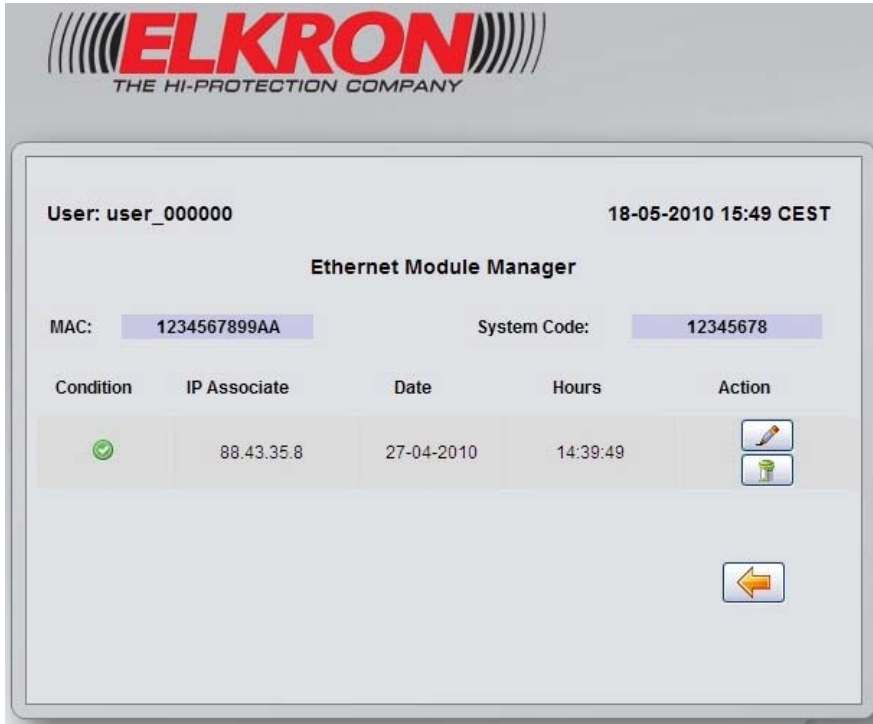 ELKRON
THE HI-PROTECTION COMPANY
User: user_000000 18-05-2010 15:49 CEST
Ethernet Module Manager
MAC: 1234567899AA System Code: 12345678
Condition IP Associate Date Hours Action
88.43.35.8 27-04-2010 14:39:49